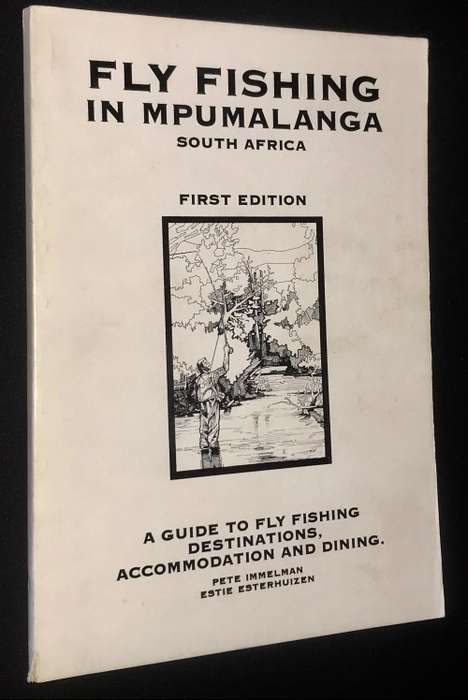 FLY FISHING
IN MPUMALANGA
SOUTH AFRICA
FIRST EDITION
A GUIDE TO FLY FISHING
DESTINATIONS,
ACCOMMODATION AND DINING.
PETE IMMELMAN
ESTIE ESTERHUIZEN